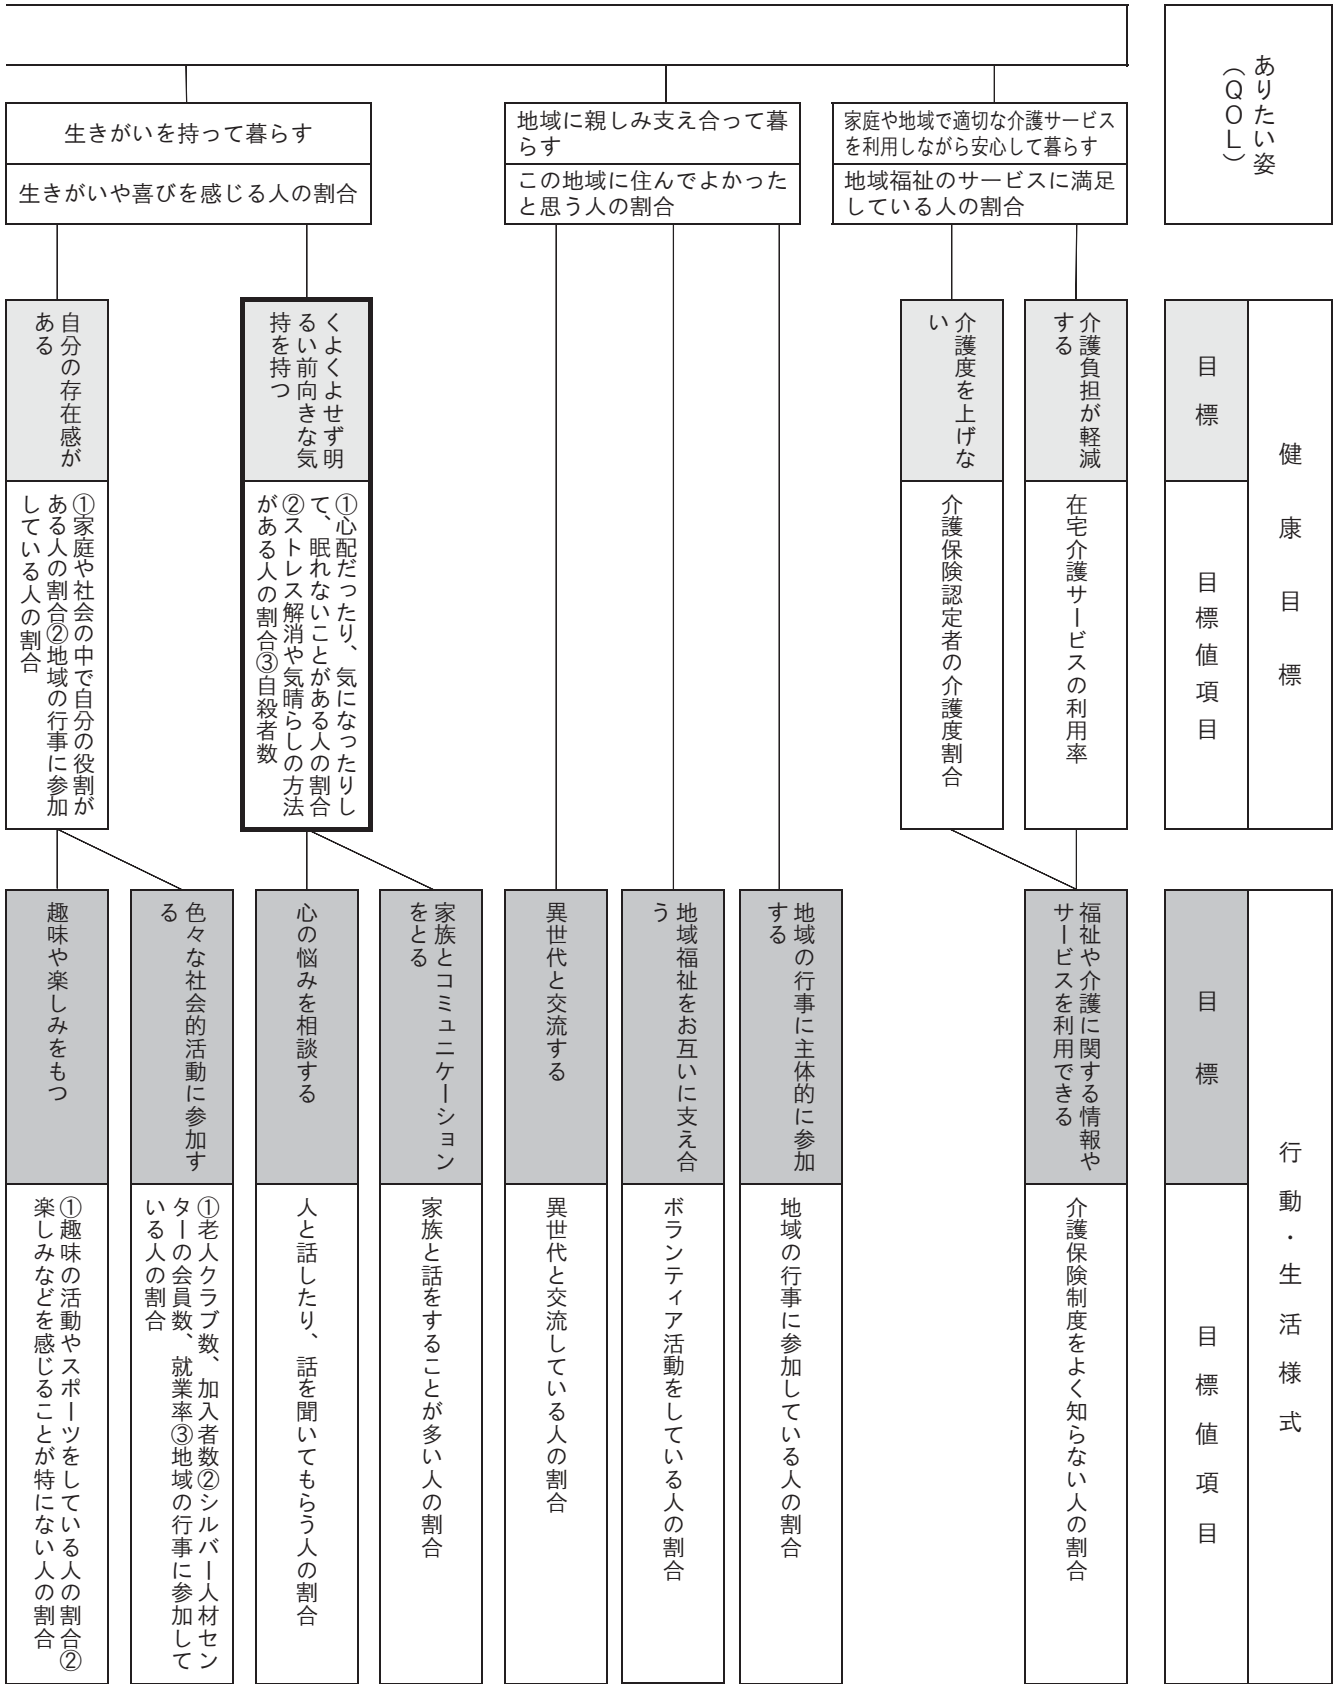 ありたい姿
（ＱＯＬ）
家庭や地域で適切な介護サービス
を利用しながら安心して暮らす
地域福祉のサービスに満足
している人の割合
地域に親しみ支え合って暮
らす
この地域に住んでよかった
と思う人の割合
生きがいを持って暮らす
生きがいや喜びを感じる人の割合
健康目標
目標
目標値項目
介護負担が軽減
する
在宅介護サービスの利用率
介護度を上げな
い
介護保険認定者の介護度割合
くよくよせず明
るい前向きな気
持を持つ
①心配だったり、気になったりし
て、眠れないことがある人の割合
②ストレス解消や気晴らしの方法
がある人の割合③自殺者数
自分の存在感が
ある
①家庭や社会の中で自分の役割が
ある人の割合②地域の行事に参加
している人の割合
行動・生活様式
目標
目標値項目
福祉や介護に関する情報や
サービスを利用できる
介護保険制度をよく知らない人の割合
地域の行事に主体的に参加
する
地域の行事に参加している人の割合
地域福祉をお互いに支え合
う
ボランティア活動をしている人の割合
異世代と交流する
異世代と交流している人の割合
家族とコミュニケーション
をとる
家族と話をすることが多い人の割合
心の悩みを相談する
人と話したり、話を聞いてもらう人の割合
色々な社会的活動に参加す
る
①老人クラブ数、加入者数②シルバー人材セン
ターの会員数、就業率③地域の行事に参加して
いる人の割合
趣味や楽しみをもつ
①趣味の活動やスポーツをしている人の割合②
楽しみなどを感じることが特にない人の割合